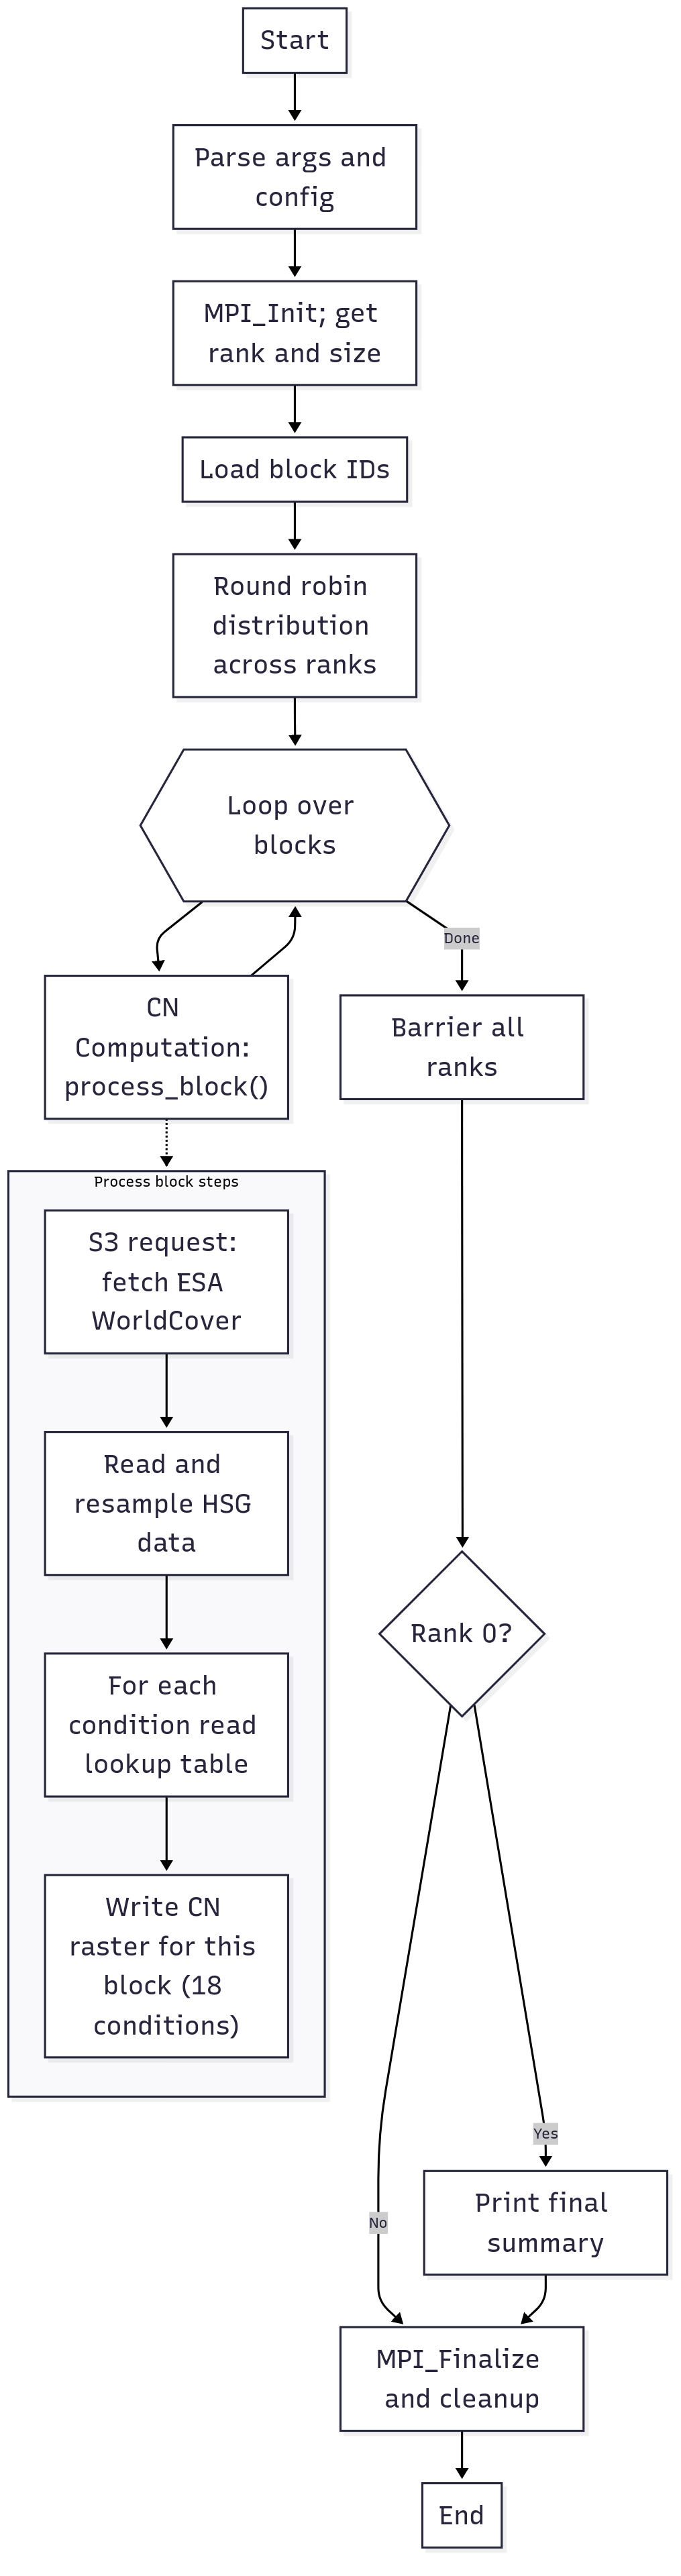 Start
Parse args and
config
MPI_Init; get
rank and size
Load block IDs
Round robin
distribution
across ranks
Loop over
blocks
Done
CN
Computation:
process_block()
Barrier all
ranks
Process block steps
S3 request:
fetch ESA
WorldCover
Read and
resample HSG
data
For each
condition read
lookup table
Write CN
raster for this
block (18
conditions)
Rank 0?
Yes
No
Print final
summary
MPI_Finalize
and cleanup
End